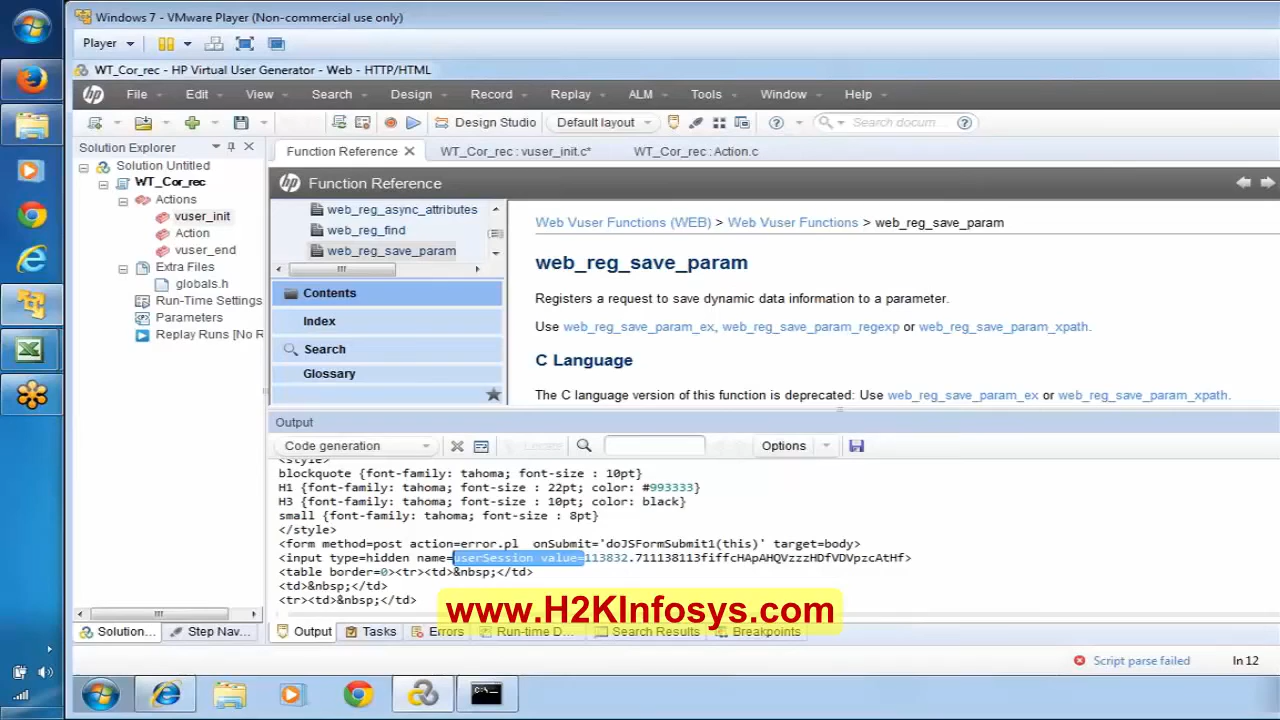 Windows 7 - VMware Player (Non-commercial use only)
Player
WT_Cor_rec - HP Virtual User Generator - Web - HTTP/HTML
hp File Edit View Search Design Record Replay ALM Tools Window Help
Design Studio Default layout Search docum
Solution Explorer
Function Reference WT_Cor_rec : vuser_init.c* WT_Cor_rec : Action.c
Solution Untitled
WT_Cor_rec
Actions
vuser_init
Action
vuser_end
Extra Files
globals.h
Run-Time Settings
Parameters
Replay Runs [No R
hp Function Reference
web_reg_async_attributes
web_reg_find
web_reg_save_param
Contents
Index
Search
Glossary
Web Vuser Functions (WEB) > Web Vuser Functions > web_reg_save_param
web_reg_save_param
Registers a request to save dynamic data information to a parameter.
Use web_reg_save_param_ex, web_reg_save_param_regexp or web_reg_save_param_xpath.
C Language
The C language version of this function is deprecated: Use web_reg_save_param_ex or web_reg_save_param_xpath.
Output
Code generation Locate Options
<style>
blockquote {font-family: tahoma; font-size : 10pt}
H1 {font-family: tahoma; font-size : 22pt; color: #993333}
H3 {font-family: tahoma; font-size : 10pt; color: black}
small {font-family: tahoma; font-size : 8pt}
</style>
<form method=post action=error.pl onSubmit='doJSFormSubmit1(this)' target=body>
<input type=hidden name=userSession value=113832.711138113fiffcHApAHQVzzzHDfVDVpzcAtHf>
<table border=0><tr><td>&nbsp;</td>
<td>&nbsp;</td>
<tr><td>&nbsp;</td>
www.H2KInfosys.com
Solution... Step Nav... Output Tasks Errors Run-time D... Search Results Breakpoints
Script parse failed ln 12